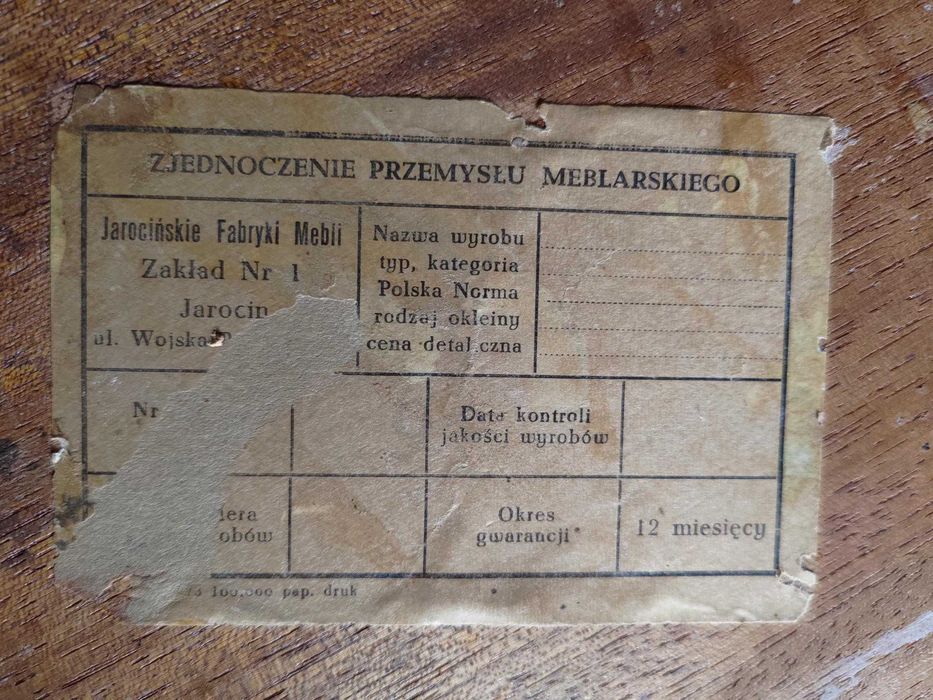 ZJEDNOCZENIE PRZEMYSŁU MEBLARSKIEGO
Jarocińskie Fabryki Mebli
Zakład Nr 1
Jarocin
ul. Wojska
Nazwa wyrobu
typ, kategoria
Polska Norma
rodzaj okleiny
cena detaliczna
Nr
Data kontroli
jakości wyrobów
Okres
gwarancji
12 miesięcy
100,000 pap. druk